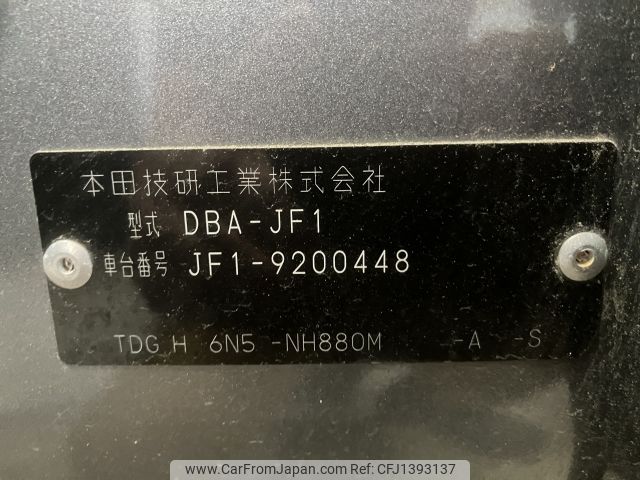 本田技研工業株式会社
型式 DBA-JF1
車台番号 JF1-9200448
TDG H 6N5 -NH880M -A -S
www.CarFromJapan.com CFJ1393137